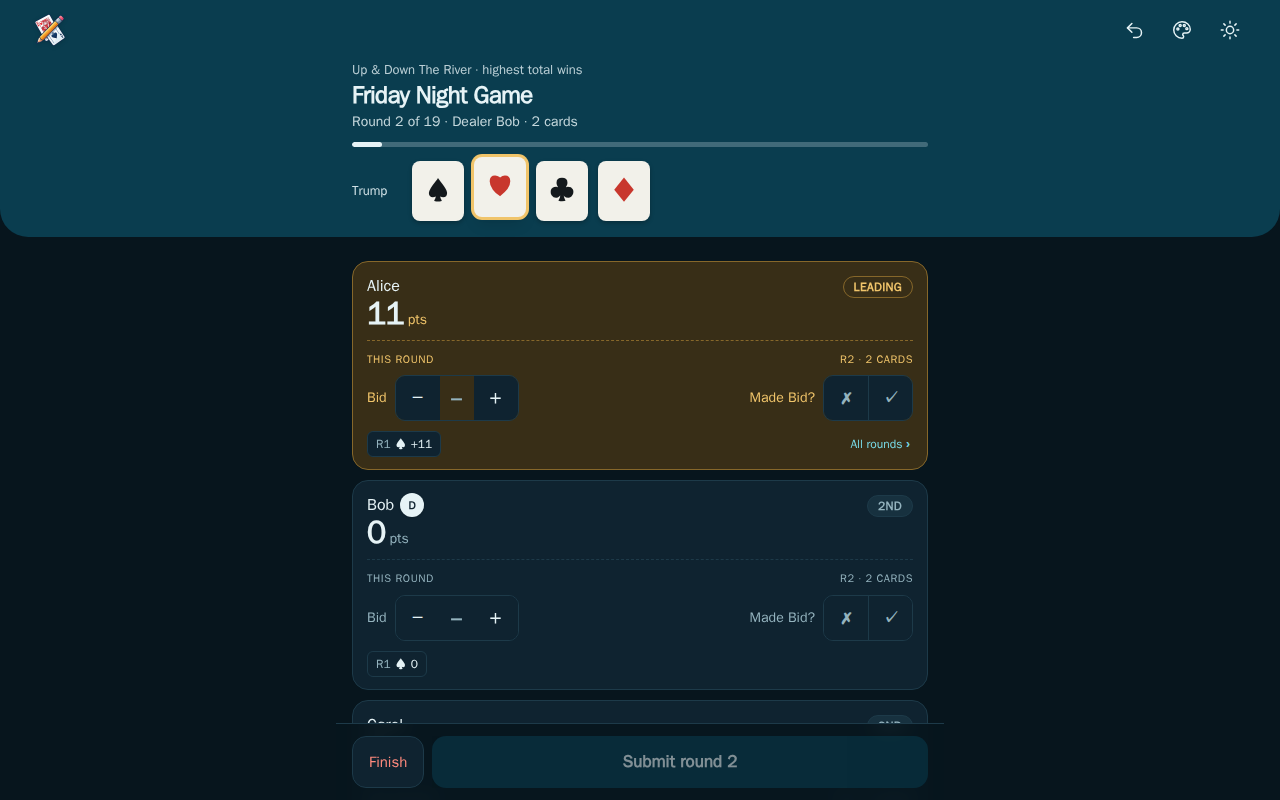 Up & Down The River · highest total wins
Friday Night Game
Round 2 of 19 · Dealer Bob · 2 cards
Trump
Alice
LEADING
11 pts
THIS ROUND
R2 · 2 CARDS
Bid − – +
Made Bid? ✗ ✓
R1 ♠ +11
All rounds ›
Bob D
2ND
0 pts
THIS ROUND
R2 · 2 CARDS
Bid − – +
Made Bid? ✗ ✓
R1 ♠ 0
Carol
2ND
Finish
Submit round 2